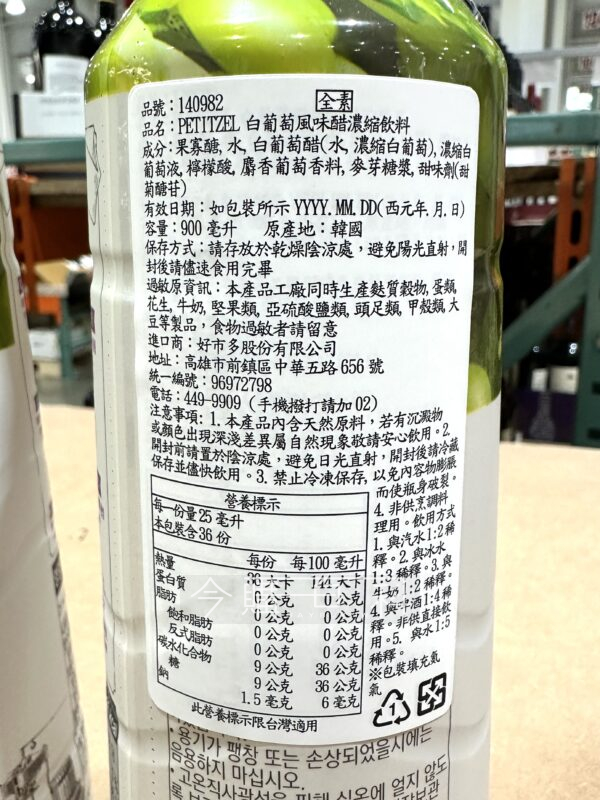 品號：140982
全素
品名：PETITZEL 白葡萄風味醋濃縮飲料
成分：果寡醣, 水, 白葡萄醋(水, 濃縮白葡萄), 濃縮白
葡萄液, 檸檬酸, 麝香葡萄香料, 麥芽糖漿, 甜味劑(甜
菊醣苷)
有效日期：如包裝所示 YYYY. MM. DD(西元年. 月. 日)
容量：900 毫升 原產地：韓國
保存方式：請存放於乾燥陰涼處，避免陽光直射，開
封後請儘速食用完畢
過敏原資訊：本產品工廠同時生產麩質穀物, 蛋類,
花生, 牛奶, 堅果類, 亞硫酸鹽類, 頭足類, 甲殼類, 大
豆等製品，食物過敏者請留意
進口商：好市多股份有限公司
地址：高雄市前鎮區中華五路 656 號
統一編號：96972798
電話：449-9909（手機撥打請加 02）
注意事項：1. 本產品內含天然原料，若有沉澱物
或顏色出現深淺差異屬自然現象敬請安心飲用。2.
開封前請置於陰涼處，避免日光直射，開封後請冷藏
保存並儘快飲用。3. 禁止冷凍保存, 以免內容物膨脹
而使瓶身破裂。
4. 非供烹調料
理用。飲用方式
1. 與汽水1:2稀
釋。2. 與冰水
1:3 稀釋。3. 與
牛奶 1:2 稀釋。
4. 與啤酒1:4稀
釋。非供直接飲
用。5. 與水1:5
稀釋。
※包裝填充氮
氣
營養標示
每一份量 25 毫升
本包裝含 36 份
每份 每 100 毫升
熱量 36 大卡 144 大卡
蛋白質 0 公克 0 公克
脂肪 0 公克 0 公克
飽和脂肪 0 公克 0 公克
反式脂肪 0 公克 0 公克
碳水化合物 9 公克 36 公克
糖 9 公克 36 公克
鈉 1.5 毫克 6 毫克
此營養標示限台灣適用
용기가 팽창 또는 손상되었을시에는
음용하지 마십시오.